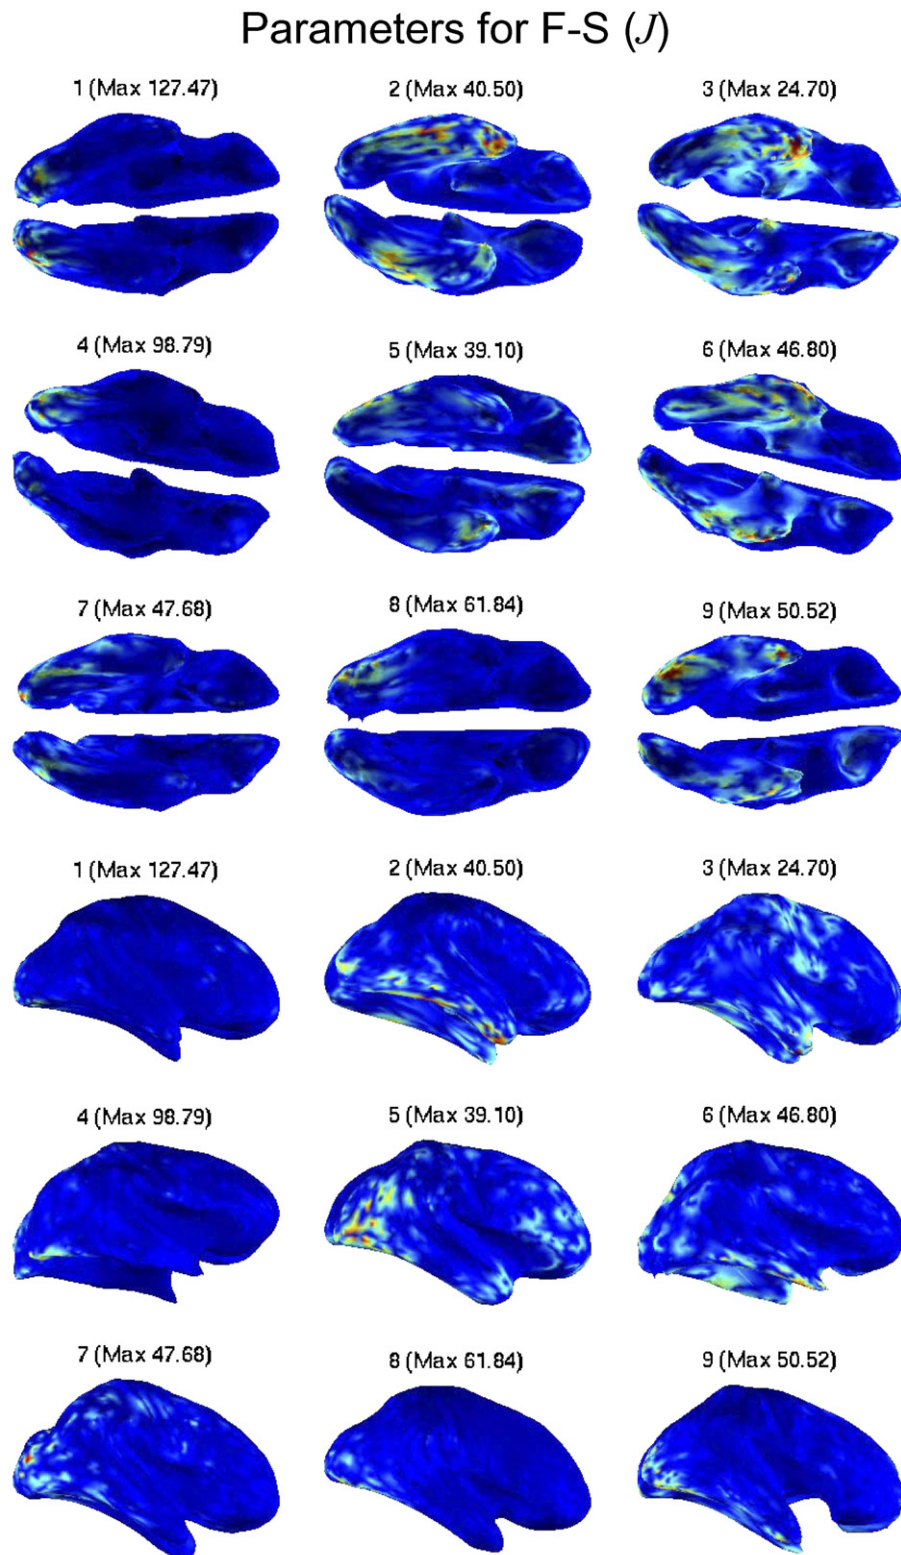 Parameters for F-S (J)
1 (Max 127.47) 2 (Max 40.50) 3 (Max 24.70)
4 (Max 98.79) 5 (Max 39.10) 6 (Max 46.80)
7 (Max 47.68) 8 (Max 61.84) 9 (Max 50.52)
1 (Max 127.47) 2 (Max 40.50) 3 (Max 24.70)
4 (Max 98.79) 5 (Max 39.10) 6 (Max 46.80)
7 (Max 47.68) 8 (Max 61.84) 9 (Max 50.52)